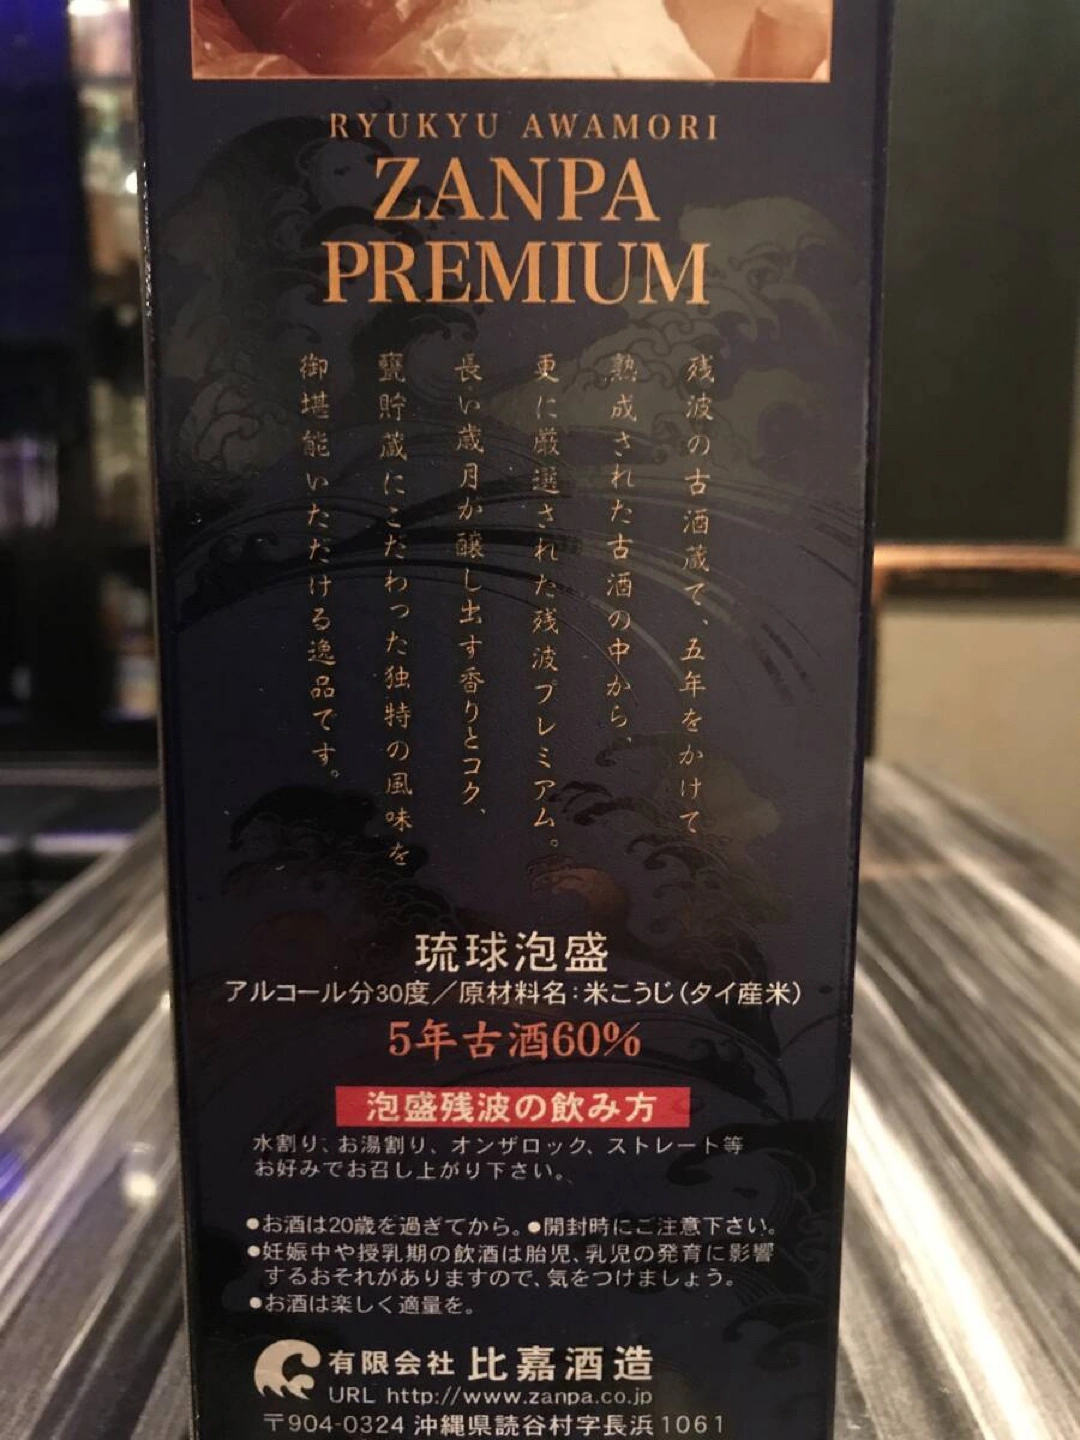 RYUKYU AWAMORI
ZANPA
PREMIUM
残波の古酒蔵で、五年をかけて
熟成された古酒の中から、
更に厳選された残波プレミアム。
長い歳月が醸し出す香りとコク、
甕貯蔵にこだわった独特の風味を
御堪能いただける逸品です。
琉球泡盛
アルコール分30度／原材料名：米こうじ（タイ産米）
5年古酒60%
泡盛残波の飲み方
水割り、お湯割り、オンザロック、ストレート等
お好みでお召し上がり下さい。
●お酒は20歳を過ぎてから。●開封時にご注意下さい。
●妊娠中や授乳期の飲酒は胎児、乳児の発育に影響
するおそれがありますので、気をつけましょう。
●お酒は楽しく適量を。
有限会社 比嘉酒造
URL http://www.zanpa.co.jp
〒904-0324 沖縄県読谷村字長浜1061